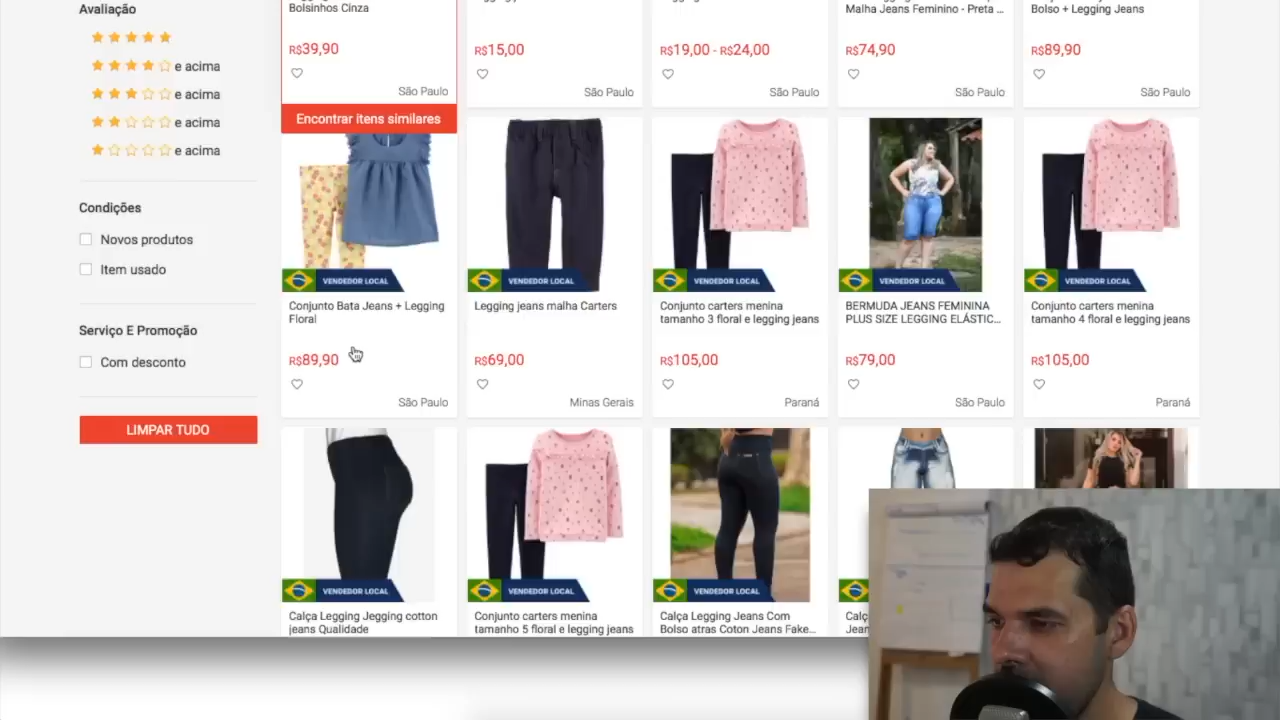 Avaliação
e acima
e acima
e acima
e acima
Condições
Novos produtos
Item usado
Serviço E Promoção
Com desconto
LIMPAR TUDO
Bolsinhos Cinza
R$39,90
São Paulo
Encontrar itens similares
R$15,00
São Paulo
R$19,00 - R$24,00
São Paulo
Malha Jeans Feminino - Preta ...
R$74,90
São Paulo
Bolso + Legging Jeans
R$89,90
São Paulo
VENDEDOR LOCAL
Conjunto Bata Jeans + Legging
Floral
R$89,90
São Paulo
VENDEDOR LOCAL
Legging jeans malha Carters
R$69,00
Minas Gerais
VENDEDOR LOCAL
Conjunto carters menina
tamanho 3 floral e legging jeans
R$105,00
Paraná
VENDEDOR LOCAL
BERMUDA JEANS FEMININA
PLUS SIZE LEGGING ELÁSTIC...
R$79,00
São Paulo
VENDEDOR LOCAL
Conjunto carters menina
tamanho 4 floral e legging jeans
R$105,00
Paraná
VENDEDOR LOCAL
Calça Legging Jegging cotton
jeans Qualidade
VENDEDOR LOCAL
Conjunto carters menina
tamanho 5 floral e legging jeans
VENDEDOR LOCAL
Calça Legging Jeans Com
Bolso atras Coton Jeans Fake...